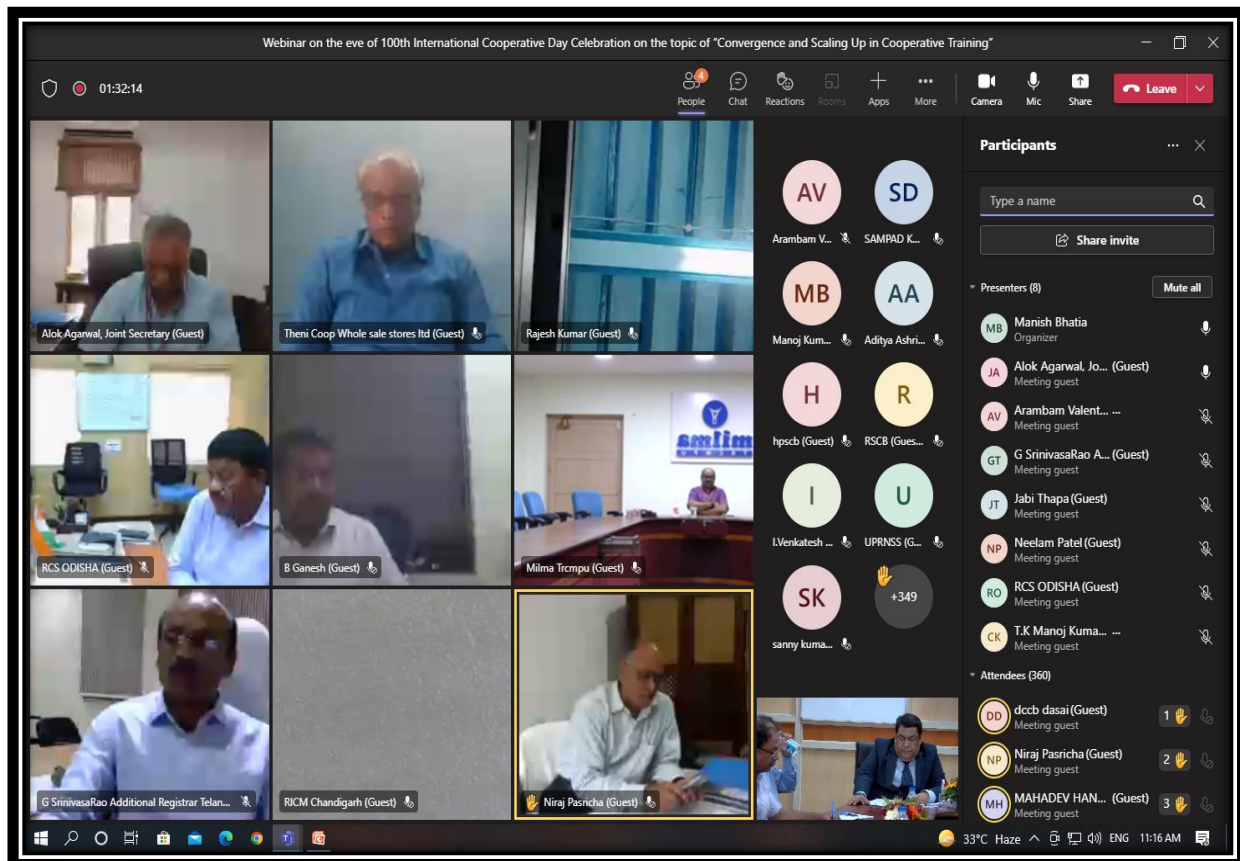 Webinar on the eve of 100th International Cooperative Day Celebration on the topic of "Convergence and Scaling Up in Cooperative Training"
01:32:14
4
People
Chat
Reactions
Rooms
Apps
More
Camera
Mic
Share
Leave
Alok Agarwal, Joint Secretary (Guest)
Theni Coop Whole sale stores ltd (Guest)
Rajesh Kumar (Guest)
RCS ODISHA (Guest)
B Ganesh (Guest)
milma
Milma Trcmpu (Guest)
G SrinivasaRao Additional Registrar Telan...
RICM Chandigarh (Guest)
Niraj Pasricha (Guest)
AV
Arambam V...
SD
SAMPAD K...
MB
Manoj Kum...
AA
Aditya Ashri...
H
hpscb (Guest)
R
RSCB (Gues...
I
I.Venkatesh ...
U
UPRNSS (G...
SK
sanny kuma...
+349
Participants
Type a name
Share invite
Presenters (8)
Mute all
MB
Manish Bhatia
Organizer
JA
Alok Agarwal, Jo... (Guest)
Meeting guest
AV
Arambam Valent... ...
Meeting guest
GT
G SrinivasaRao A... (Guest)
Meeting guest
JT
Jabi Thapa (Guest)
Meeting guest
NP
Neelam Patel (Guest)
Meeting guest
RO
RCS ODISHA (Guest)
Meeting guest
CK
T.K Manoj Kuma... ...
Meeting guest
Attendees (360)
DD
dccb dasai (Guest)
Meeting guest
1
NP
Niraj Pasricha (Guest)
Meeting guest
2
MH
MAHADEV HAN... (Guest)
Meeting guest
3
33°C Haze
ENG
11:16 AM